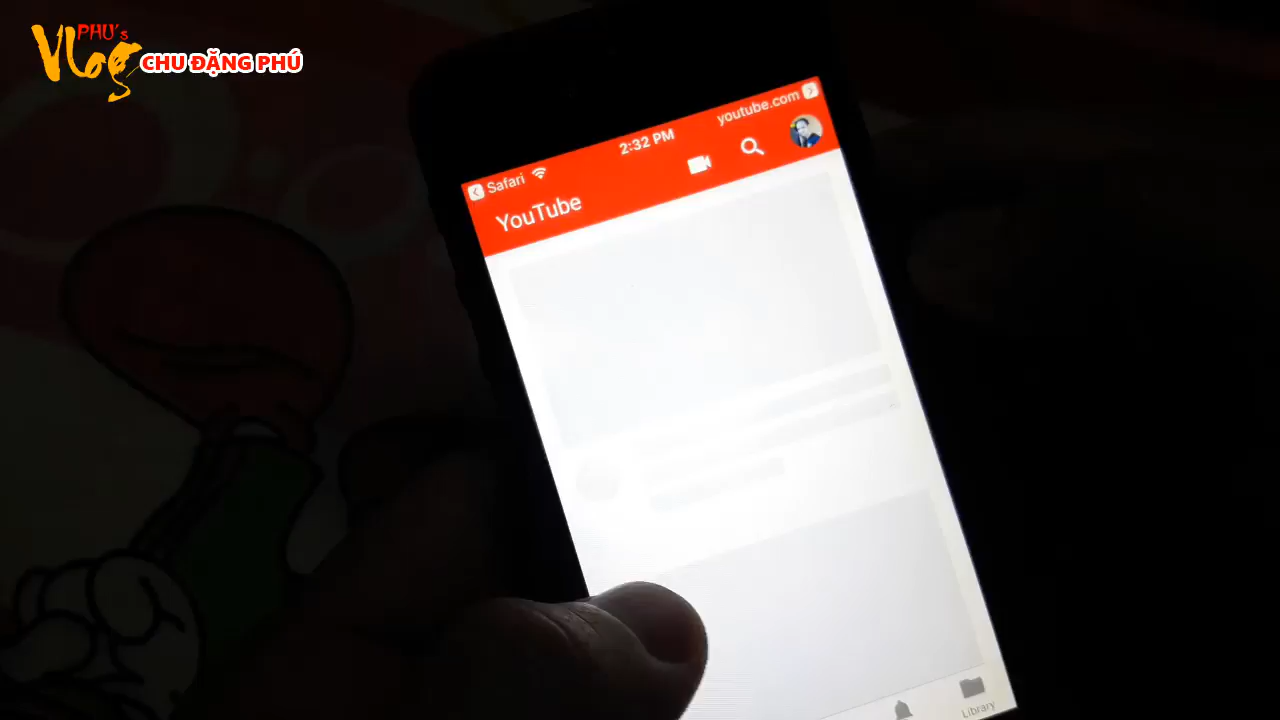 PHU's
Vlog
CHU ĐẶNG PHÚ
Safari
2:32 PM
youtube.com
YouTube
Library